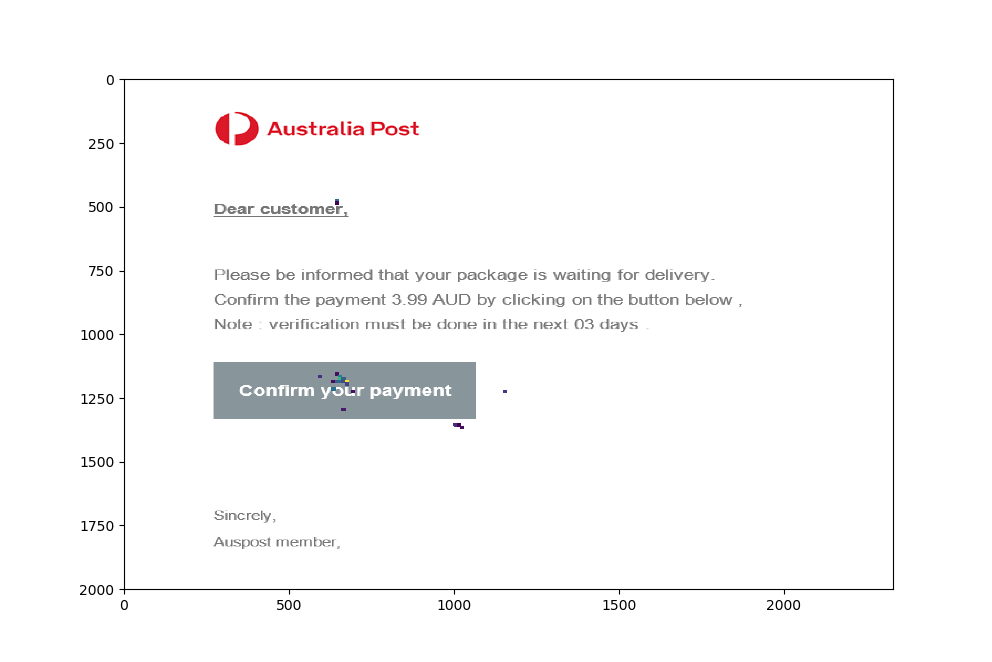 0
250
500
750
1000
1250
1500
1750
2000
Australia Post
Dear customer,
Please be informed that your package is waiting for delivery.
Confirm the payment 3.99 AUD by clicking on the button below ,
Note : verification must be done in the next 03 days .
Confirm your payment
Sincrely,
Auspost member,
0 500 1000 1500 2000